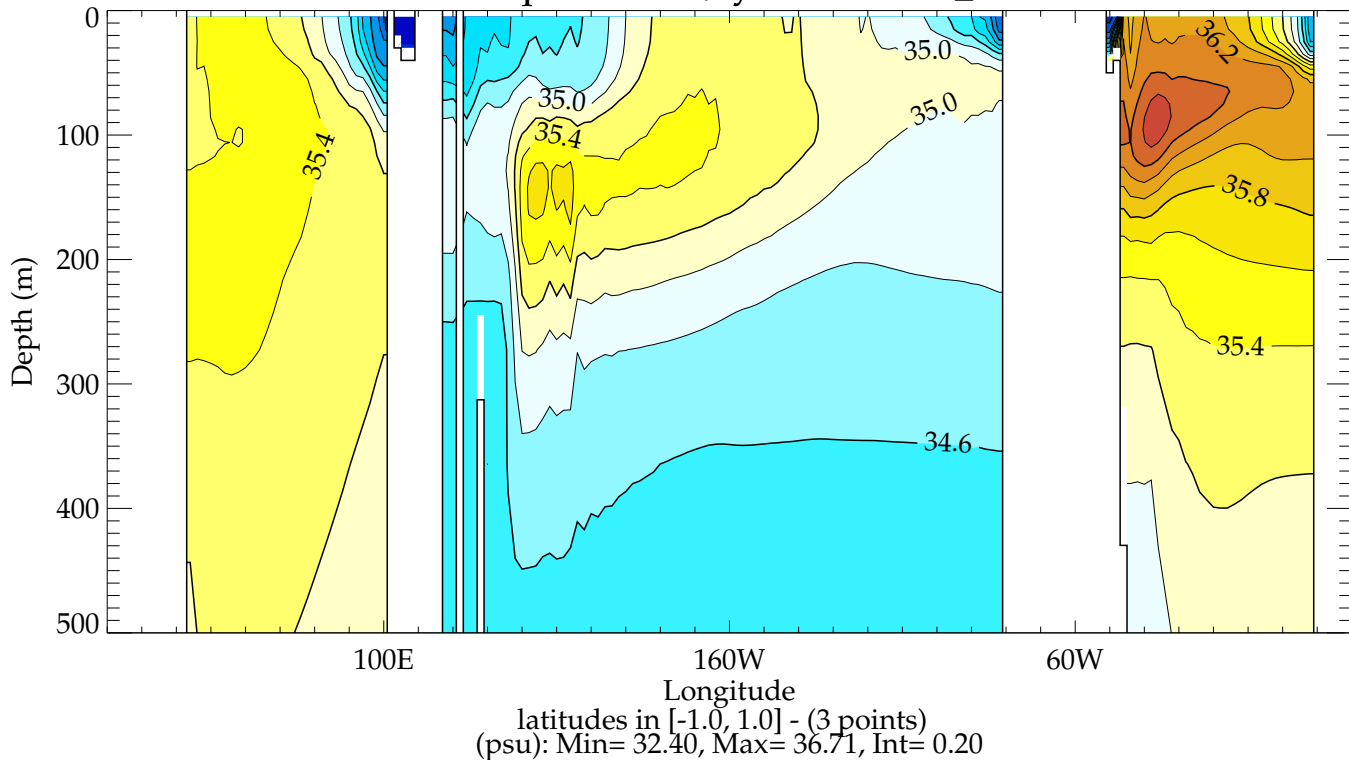 0
35.0
36.2
35.0
35.0
100
35.4
35.4
35.8
200
Depth (m)
35.4
300
34.6
400
500
100E
160W
60W
Longitude
latitudes in [-1.0, 1.0] - (3 points)
(psu): Min= 32.40, Max= 36.71, Int= 0.20